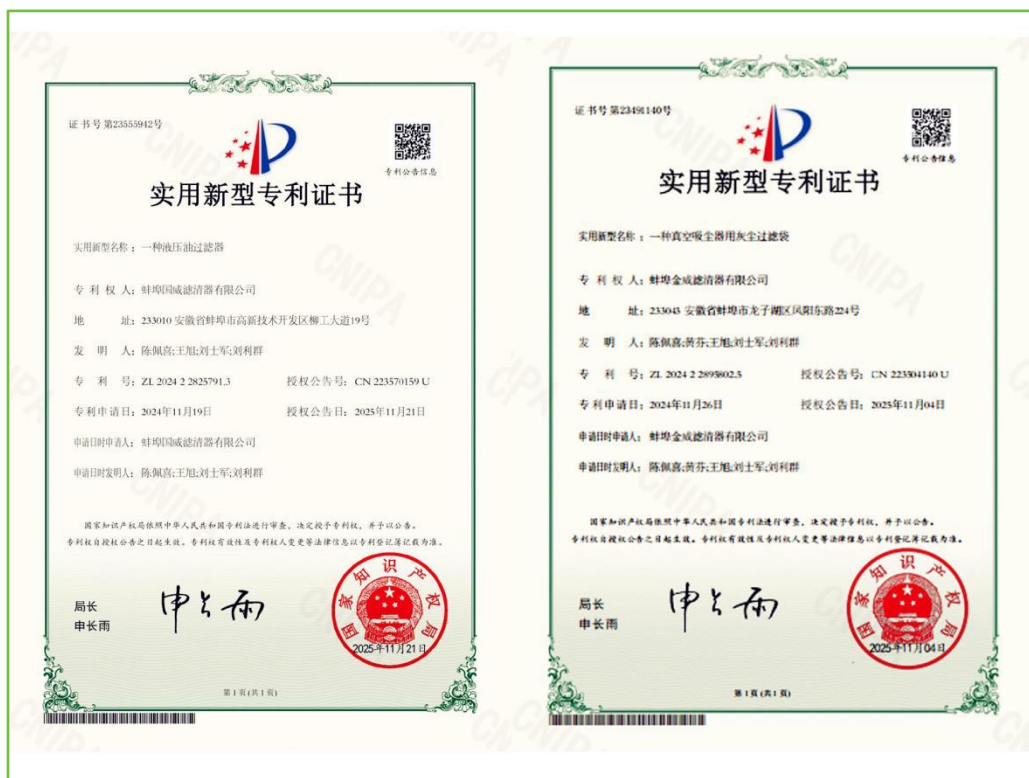 证书号第23555942号
专利公告信息
实用新型专利证书
实用新型名称：一种液压油过滤器
专利权人：蚌埠国威滤清器有限公司
地址：233010 安徽省蚌埠市高新技术开发区柳工大道19号
发明人：陈佩喜;王旭;刘士军;刘利群
专利号：ZL 2024 2 2825791.3 授权公告号：CN 223570159 U
专利申请日：2024年11月19日 授权公告日：2025年11月21日
申请日时申请人：蚌埠国威滤清器有限公司
申请日时发明人：陈佩喜;王旭;刘士军;刘利群
国家知识产权局依照中华人民共和国专利法进行审查，决定授予专利权，并予以公告。
专利权自授权公告之日起生效。专利权有效性及专利权人变更等法律信息以专利登记簿记载为准。
局长
申长雨
申长雨
国家知识产权局
2025年11月21日
第1页(共1页)
证书号第23491140号
专利公告信息
实用新型专利证书
实用新型名称：一种真空吸尘器用灰尘过滤袋
专利权人：蚌埠金威滤清器有限公司
地址：233043 安徽省蚌埠市龙子湖区凤阳东路224号
发明人：陈佩喜;黄芬;王旭;刘士军;刘利群
专利号：ZL 2024 2 2895802.5 授权公告号：CN 223504140 U
专利申请日：2024年11月26日 授权公告日：2025年11月04日
申请日时申请人：蚌埠金威滤清器有限公司
申请日时发明人：陈佩喜;黄芬;王旭;刘士军;刘利群
国家知识产权局依照中华人民共和国专利法进行审查，决定授予专利权，并予以公告。
专利权自授权公告之日起生效。专利权有效性及专利权人变更等法律信息以专利登记簿记载为准。
局长
申长雨
申长雨
国家知识产权局
2025年11月04日
第1页(共1页)
CNIPA